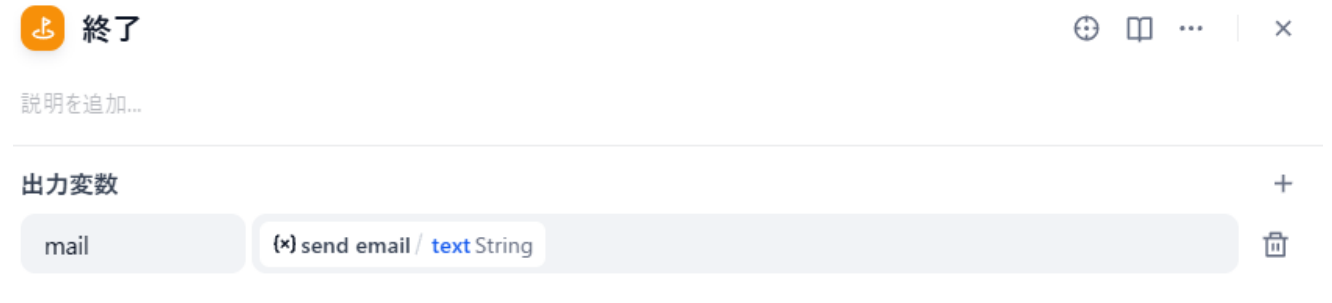 終了
説明を追加...
出力変数
mail {x} send email / text String